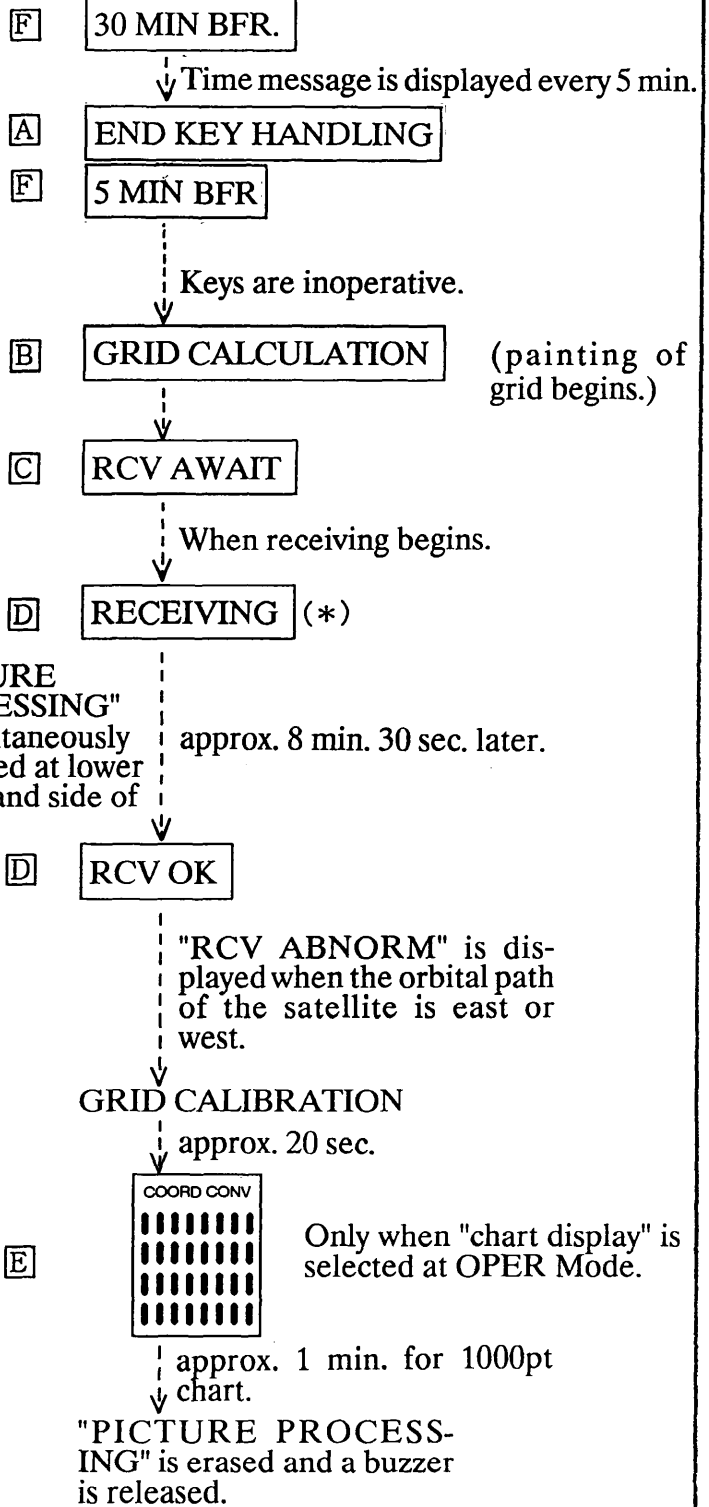 F 30 MIN BFR.
Time message is displayed every 5 min.
A END KEY HANDLING
F 5 MIN BFR
Keys are inoperative.
B GRID CALCULATION (painting of
grid begins.)
C RCV AWAIT
When receiving begins.
D RECEIVING (*)
URE
ESSING"
taneously
ed at lower
and side of
approx. 8 min. 30 sec. later.
D RCV OK
"RCV ABNORM" is dis-
played when the orbital path
of the satellite is east or
west.
GRID CALIBRATION
approx. 20 sec.
COORD CONV
E
Only when "chart display" is
selected at OPER Mode.
approx. 1 min. for 1000pt
chart.
"PICTURE PROCESS-
ING" is erased and a buzzer
is released.